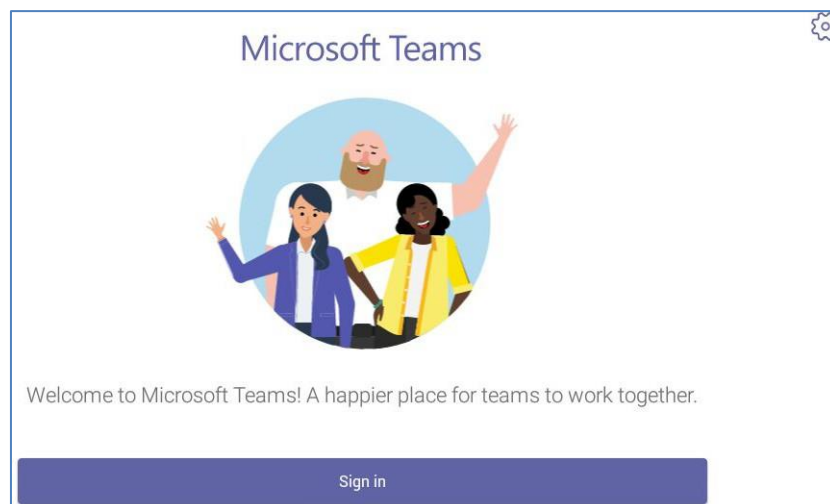 Microsoft Teams
Welcome to Microsoft Teams! A happier place for teams to work together.
Sign in